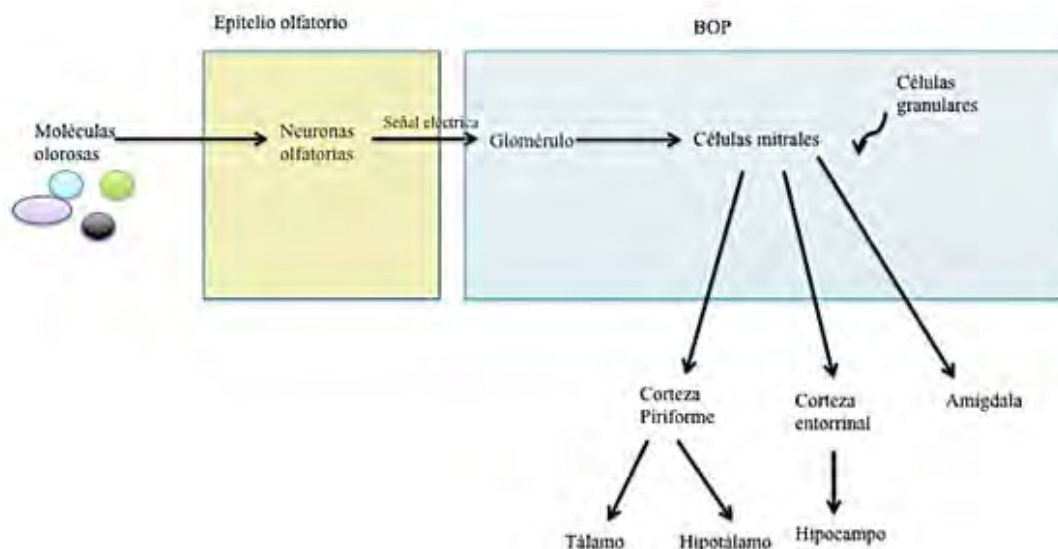 Epitelio olfatorio
BOP
Moléculas
olorosas
Neuronas
olfatorias
Señal eléctrica
Glomérulo
Células mitrales
Células
granulares
Corteza
Piriforme
Corteza
entorrinal
Amígdala
Tálamo
Hipotálamo
Hipocampo